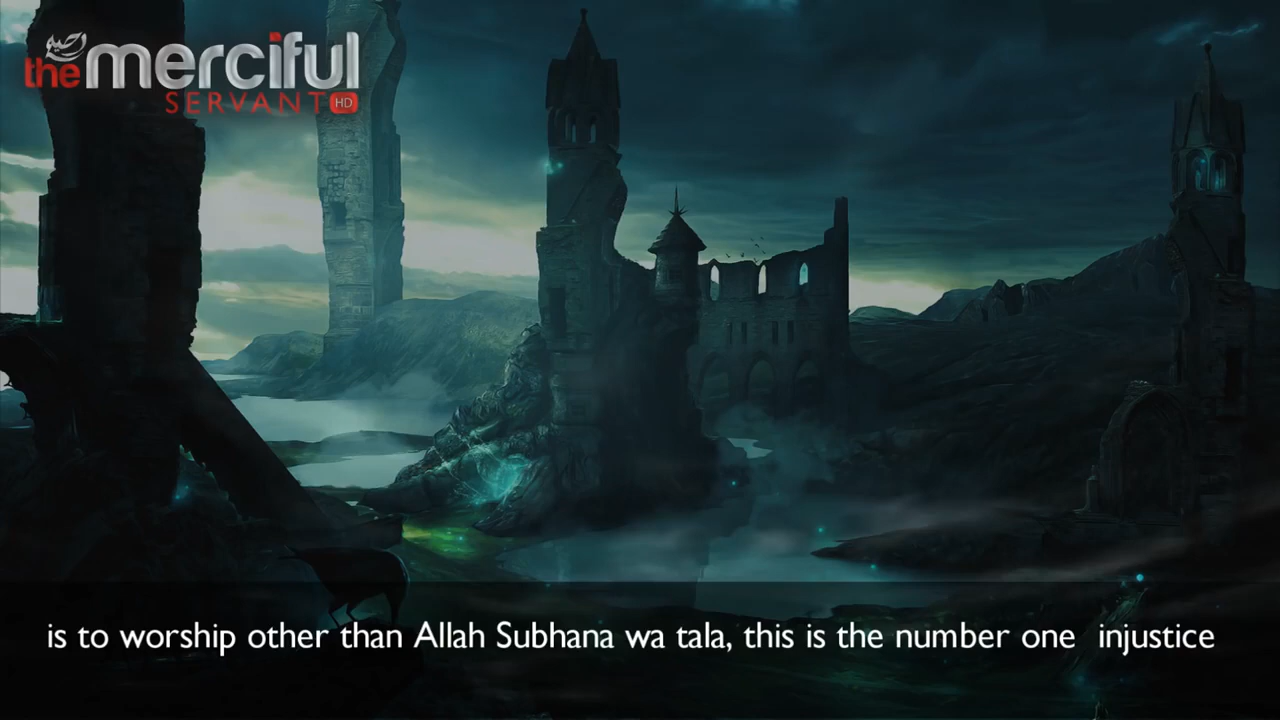 the merciful
SERVANT HD
is to worship other than Allah Subhana wa tala, this is the number one injustice